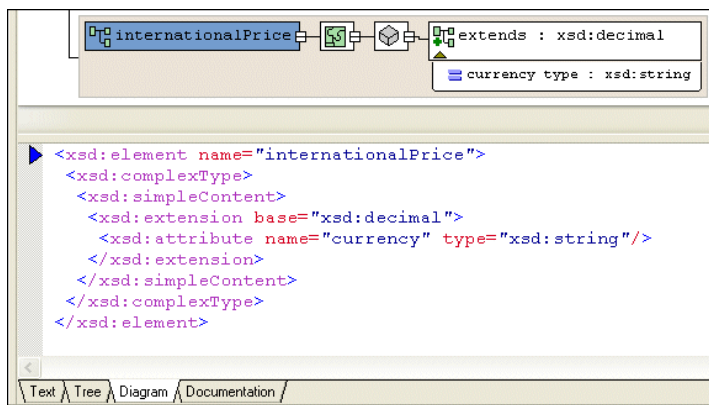 internationalPrice
extends : xsd:decimal
currency type : xsd:string
<xsd:element name="internationalPrice">
<xsd:complexType>
<xsd:simpleContent>
<xsd:extension base="xsd:decimal">
<xsd:attribute name="currency" type="xsd:string"/>
</xsd:extension>
</xsd:simpleContent>
</xsd:complexType>
</xsd:element>
Text Tree Diagram Documentation